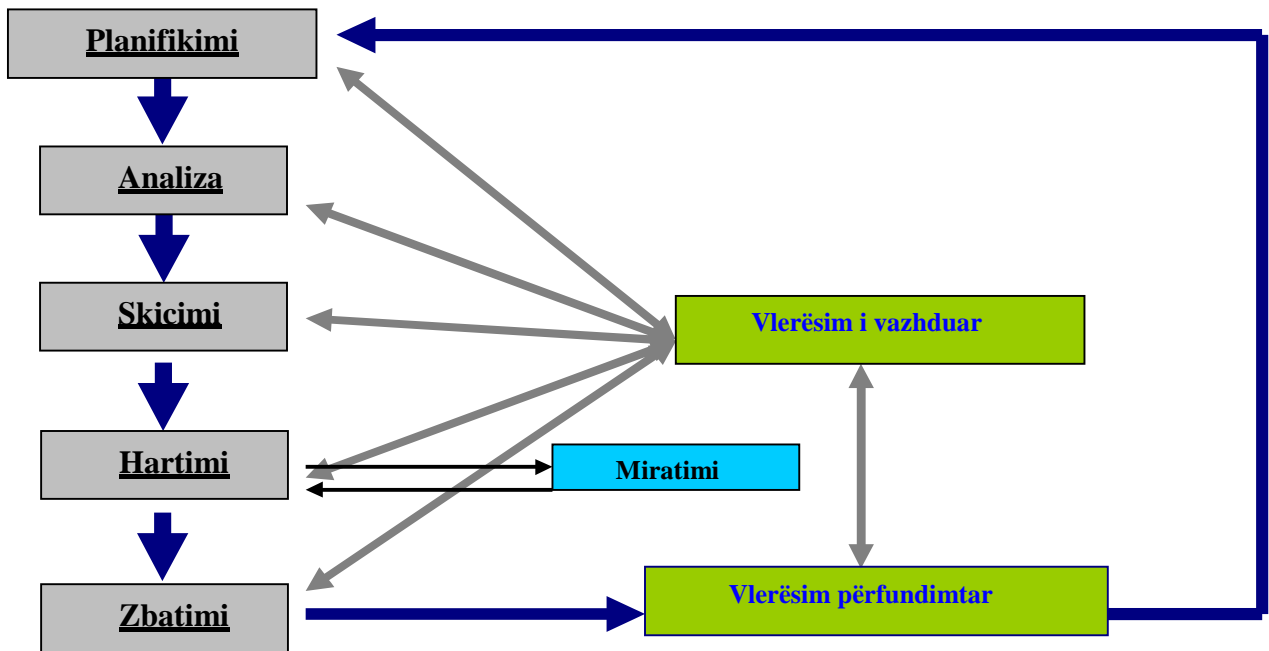 Planifikimi
Analiza
Skicimi
Vlerësim i vazhduar
Hartimi
Miratimi
Vlerësim përfundimtar
Zbatimi